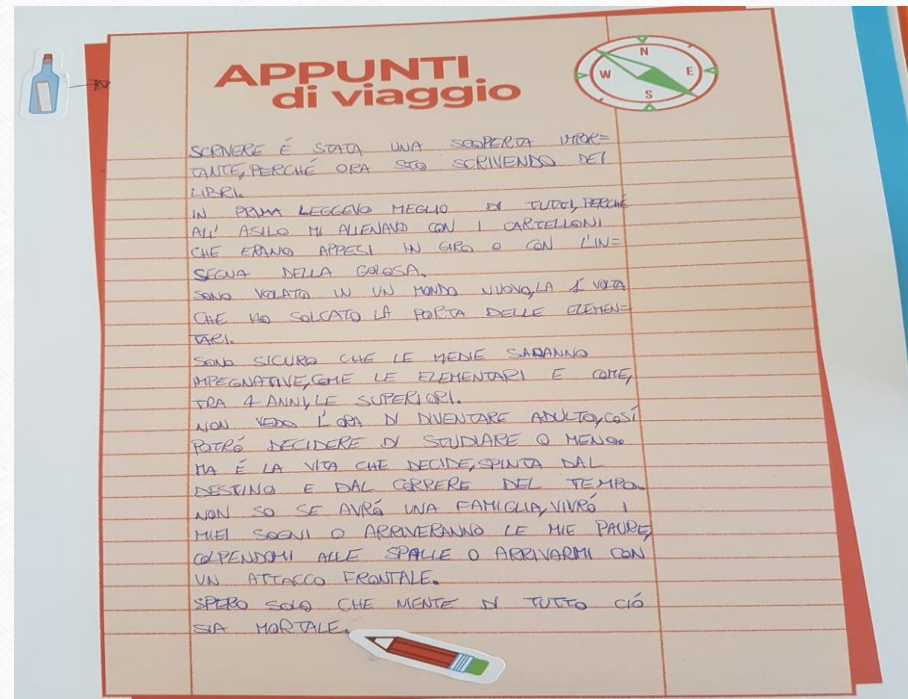 APPUNTI
di viaggio
N
W E
S
SCRIVERE É STATA UNA SCOPERTA IMPOR=
TANTE, PERCHÉ ORA STO SCRIVENDO DEI
LIBRI.
IN PRIMA LEGGEVO MEGLIO DI TUTTI, PERCHÉ
ALL' ASILO MI ALLENAVO CON I CARTELLONI
CHE ERANO APPESI IN GIRO O CON L'IN=
SEGNA DELLA GOLOSA.
SONO VOLATO IN UN MONDO NUOVO, LA 1ª VOLTA
CHE HO SOLCATO LA PORTA DELLE ELEMEN=
TARI.
SONO SICURO CHE LE MEDIE SARANNO
IMPEGNATIVE, COME LE ELEMENTARI E COME,
TRA 4 ANNI, LE SUPERIORI.
NON VEDO L'ORA DI DIVENTARE ADULTO, COSÍ
POTRÓ DECIDERE DI STUDIARE O MENO.
MA É LA VITA CHE DECIDE, SPINTA DAL
DESTINO E DAL CORRERE DEL TEMPO.
NON SO SE AVRÓ UNA FAMIGLIA, VIVRÓ I
MIEI SOGNI O ARRIVERANNO LE MIE PAURE,
COLPENDOMI ALLE SPALLE O ARRIVARMI CON
UN ATTACCO FRONTALE.
SPERO SOLO CHE NIENTE DI TUTTO CIÓ
SIA MORTALE.